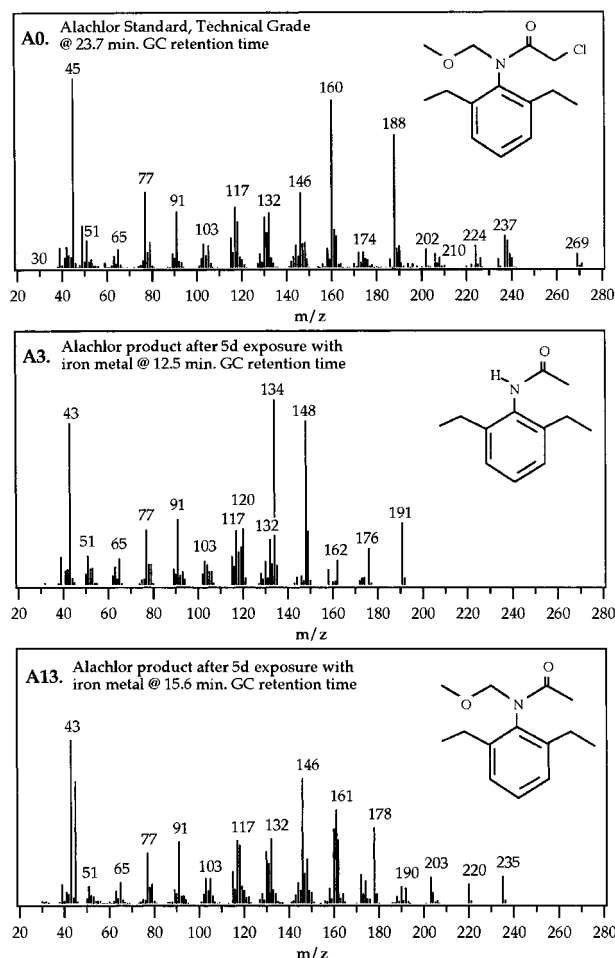 A0. Alachlor Standard, Technical Grade
@ 23.7 min. GC retention time
O
Cl
N
O
45
160
188
77
146
117
132
91
51
65
103
174
202
210
224
237
269
30
20 40 60 80 100 120 140 160 180 200 220 240 260 280
m/z
A3. Alachlor product after 5d exposure with
iron metal @ 12.5 min. GC retention time
O
H
N
134
148
43
120
91
191
77
117
132
51
65
103
162
176
20 40 60 80 100 120 140 160 180 200 220 240 260 280
m/z
A13. Alachlor product after 5d exposure with
iron metal @ 15.6 min. GC retention time
O
O
N
43
146
161
178
91
117
132
77
51
65
103
190
203
220
235
20 40 60 80 100 120 140 160 180 200 220 240 260 280
m/z